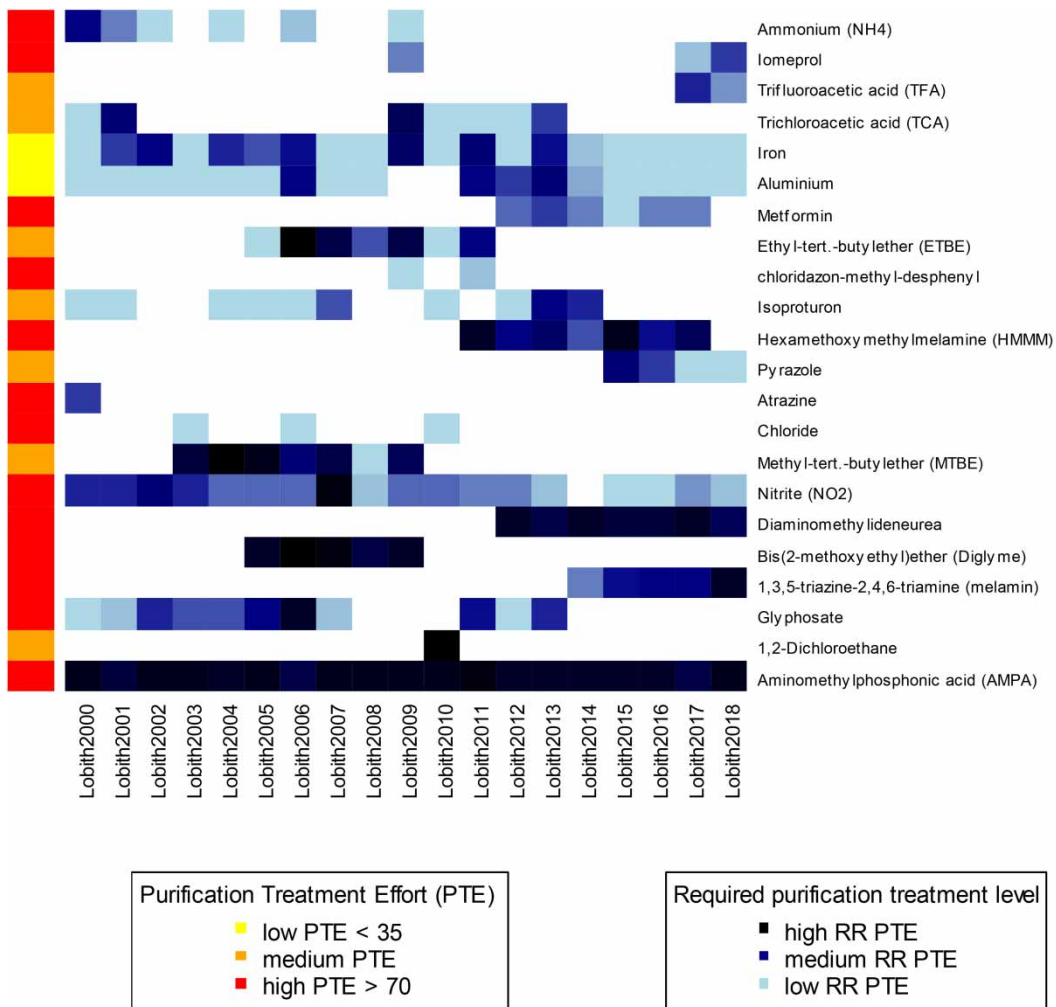 Ammonium (NH4)
Iomeprol
Trifluoroacetic acid (TFA)
Trichloroacetic acid (TCA)
Iron
Aluminium
Metformin
Ethyl-tert.-butylether (ETBE)
chloridazon-methyl-desphenyl
Isoproturon
Hexamethoxymethylmelamine (HMMM)
Pyrazole
Atrazine
Chloride
Methyl-tert.-butylether (MTBE)
Nitrite (NO2)
Diaminomethylideneurea
Bis(2-methoxyethyl)ether (Diglyme)
1,3,5-triazine-2,4,6-triamine (melamin)
Glyphosate
1,2-Dichloroethane
Aminomethylphosphonic acid (AMPA)
Lobith2000
Lobith2001
Lobith2002
Lobith2003
Lobith2004
Lobith2005
Lobith2006
Lobith2007
Lobith2008
Lobith2009
Lobith2010
Lobith2011
Lobith2012
Lobith2013
Lobith2014
Lobith2015
Lobith2016
Lobith2017
Lobith2018
Purification Treatment Effort (PTE)
low PTE < 35
medium PTE
high PTE > 70
Required purification treatment level
high RR PTE
medium RR PTE
low RR PTE